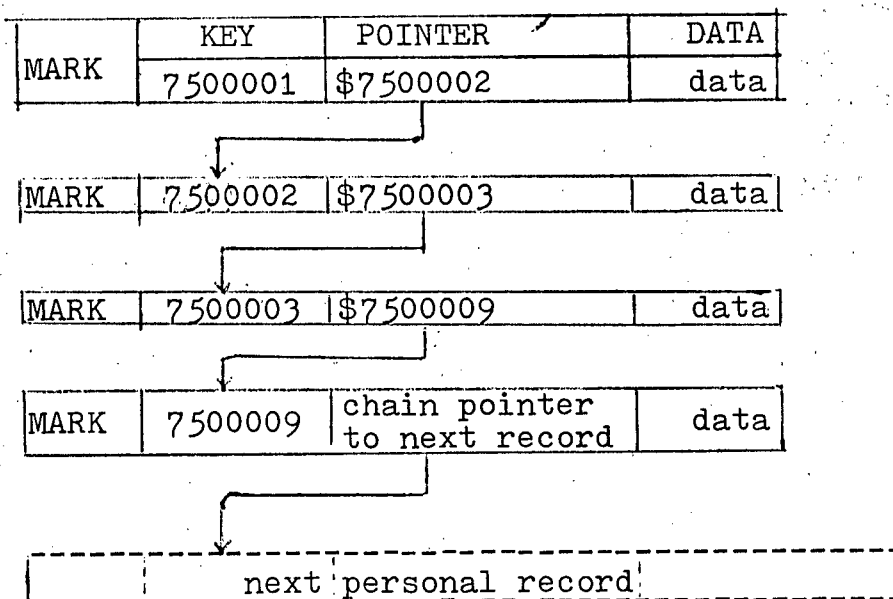 KEY POINTER DATA
MARK 7500001 $7500002 data
MARK 7500002 $7500003 data
MARK 7500003 $7500009 data
MARK 7500009 chain pointer to next record data
next personal record